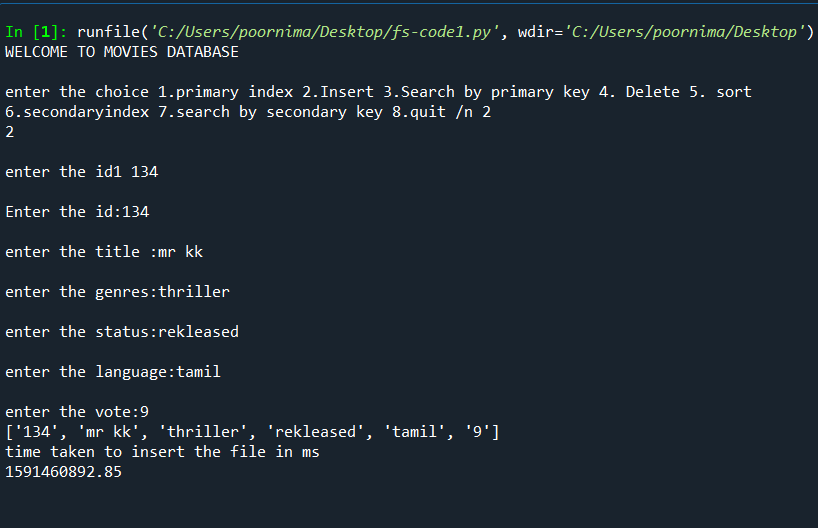 In [1]: runfile('C:/Users/poornima/Desktop/fs-code1.py', wdir='C:/Users/poornima/Desktop')
WELCOME TO MOVIES DATABASE
enter the choice 1.primary index 2.Insert 3.Search by primary key 4. Delete 5. sort
6.secondaryindex 7.search by secondary key 8.quit /n 2
2
enter the id1 134
Enter the id:134
enter the title :mr kk
enter the genres:thriller
enter the status:rekleased
enter the language:tamil
enter the vote:9
['134', 'mr kk', 'thriller', 'rekleased', 'tamil', '9']
time taken to insert the file in ms
1591460892.85